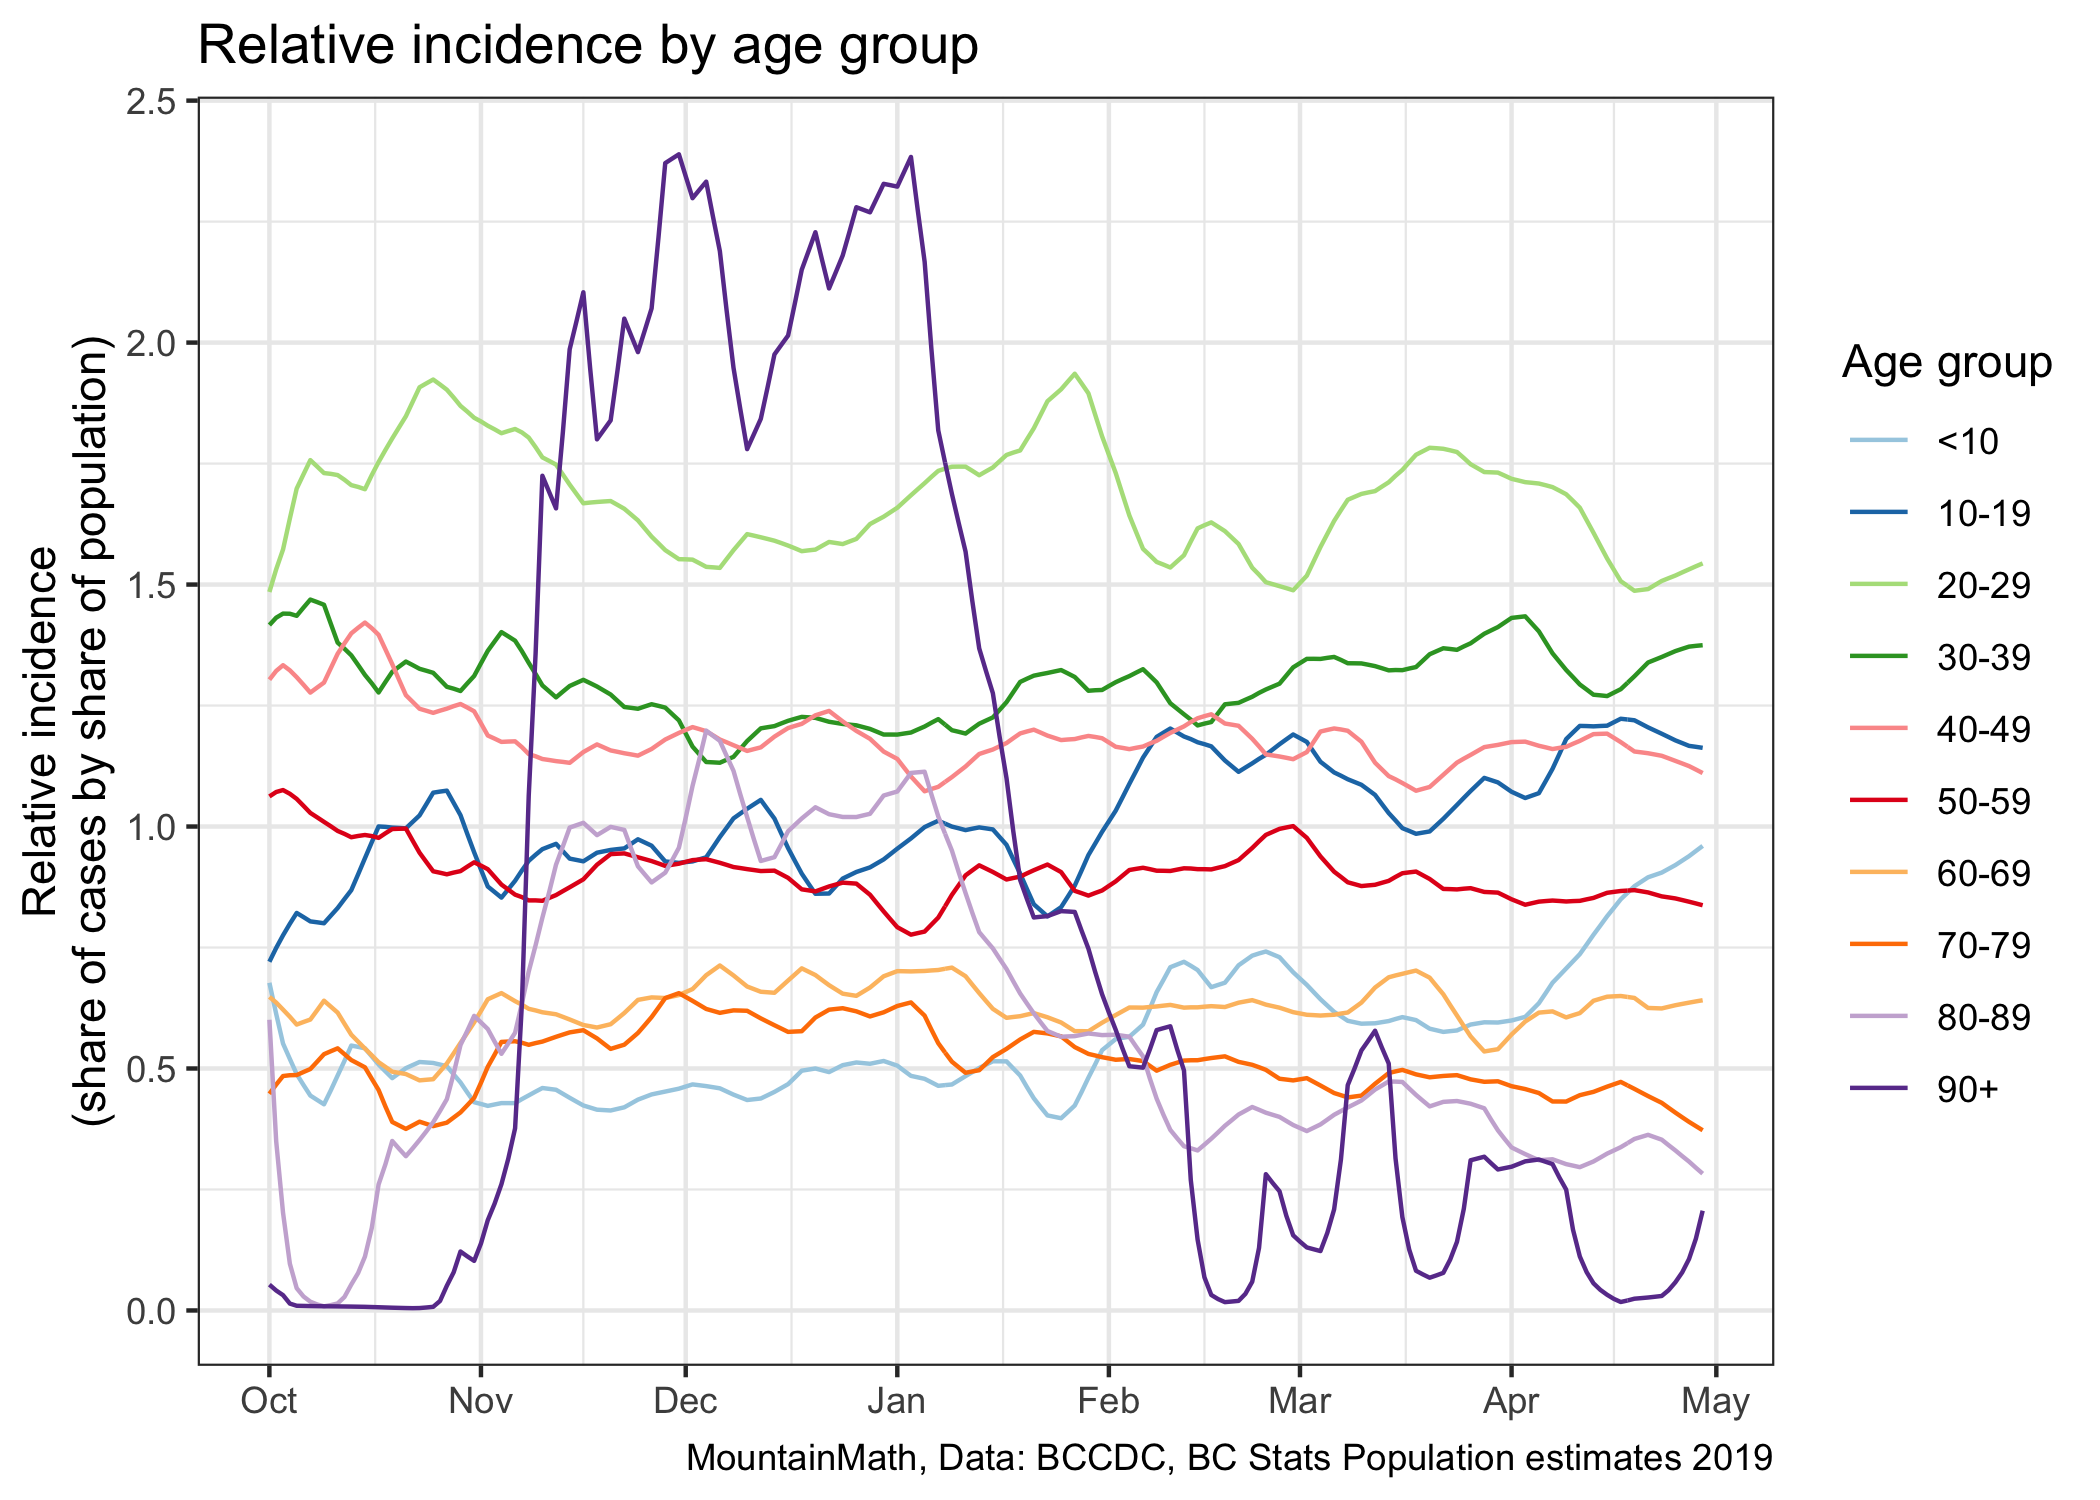 Relative incidence by age group
Relative incidence
(share of cases by share of population)
2.5
2.0
1.5
1.0
0.5
0.0
Oct Nov Dec Jan Feb Mar Apr May
Age group
<10
10-19
20-29
30-39
40-49
50-59
60-69
70-79
80-89
90+
MountainMath, Data: BCCDC, BC Stats Population estimates 2019